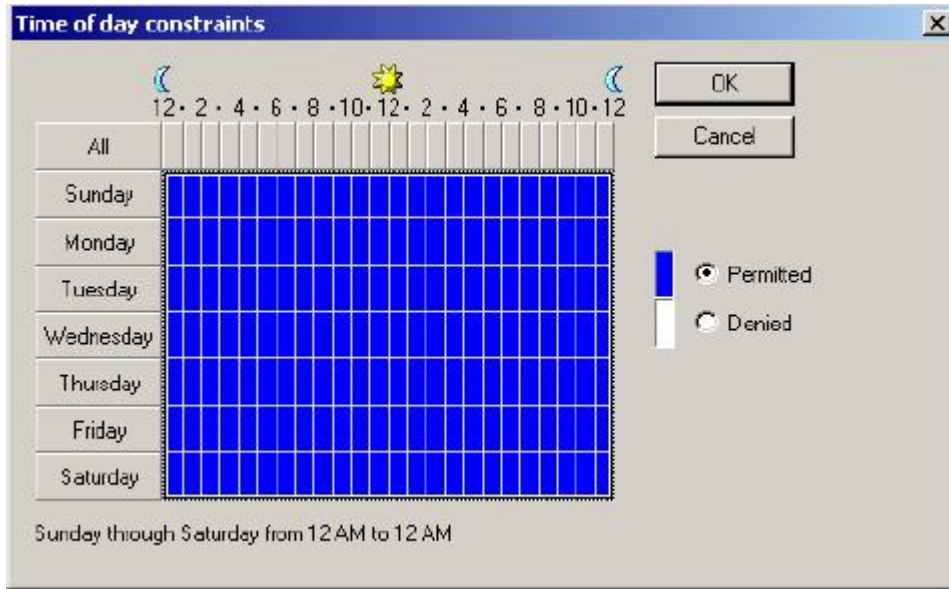 Time of day constraints
12 · 2 · 4 · 6 · 8 · 10 · 12 · 2 · 4 · 6 · 8 · 10 · 12
OK
Cancel
All
Sunday
Monday
Tuesday
Wednesday
Thursday
Friday
Saturday
Permitted
Denied
Sunday through Saturday from 12 AM to 12 AM